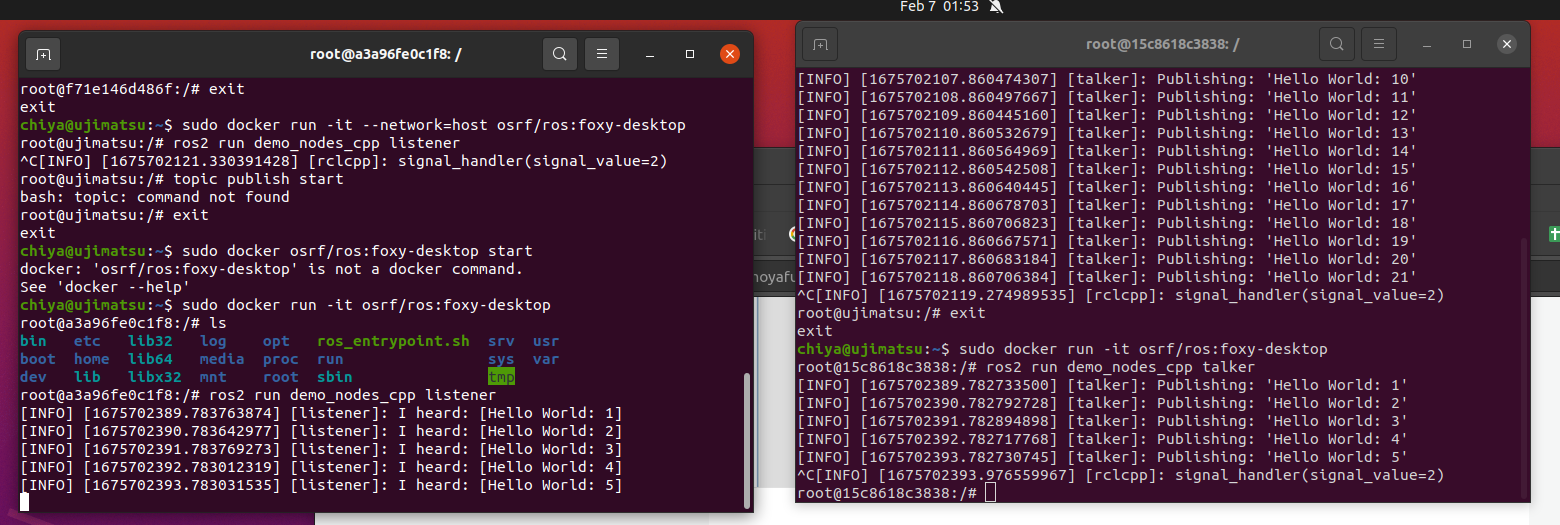 Feb 7 01:53
root@a3a96fe0c1f8: /
root@f71e146d486f:/# exit
exit
chiya@ujimatsu:~$ sudo docker run -it --network=host osrf/ros:foxy-desktop
root@ujimatsu:/# ros2 run demo_nodes_cpp listener
^C[INFO] [1675702121.330391428] [rclcpp]: signal_handler(signal_value=2)
root@ujimatsu:/# topic publish start
bash: topic: command not found
root@ujimatsu:/# exit
exit
chiya@ujimatsu:~$ sudo docker osrf/ros:foxy-desktop start
docker: 'osrf/ros:foxy-desktop' is not a docker command.
See 'docker --help'
chiya@ujimatsu:~$ sudo docker run -it osrf/ros:foxy-desktop
root@a3a96fe0c1f8:/# ls
bin etc lib32 log opt ros_entrypoint.sh srv usr
boot home lib64 media proc run sys var
dev lib libx32 mnt root sbin tmp
root@a3a96fe0c1f8:/# ros2 run demo_nodes_cpp listener
[INFO] [1675702389.783763874] [listener]: I heard: [Hello World: 1]
[INFO] [1675702390.783642977] [listener]: I heard: [Hello World: 2]
[INFO] [1675702391.783769273] [listener]: I heard: [Hello World: 3]
[INFO] [1675702392.783012319] [listener]: I heard: [Hello World: 4]
[INFO] [1675702393.783031535] [listener]: I heard: [Hello World: 5]
root@15c8618c3838: /
[INFO] [1675702107.860474307] [talker]: Publishing: 'Hello World: 10'
[INFO] [1675702108.860497667] [talker]: Publishing: 'Hello World: 11'
[INFO] [1675702109.860445160] [talker]: Publishing: 'Hello World: 12'
[INFO] [1675702110.860532679] [talker]: Publishing: 'Hello World: 13'
[INFO] [1675702111.860564969] [talker]: Publishing: 'Hello World: 14'
[INFO] [1675702112.860542508] [talker]: Publishing: 'Hello World: 15'
[INFO] [1675702113.860640445] [talker]: Publishing: 'Hello World: 16'
[INFO] [1675702114.860678703] [talker]: Publishing: 'Hello World: 17'
[INFO] [1675702115.860706823] [talker]: Publishing: 'Hello World: 18'
[INFO] [1675702116.860667571] [talker]: Publishing: 'Hello World: 19'
[INFO] [1675702117.860683184] [talker]: Publishing: 'Hello World: 20'
[INFO] [1675702118.860706384] [talker]: Publishing: 'Hello World: 21'
^C[INFO] [1675702119.274989535] [rclcpp]: signal_handler(signal_value=2)
root@ujimatsu:/# exit
exit
chiya@ujimatsu:~$ sudo docker run -it osrf/ros:foxy-desktop
root@15c8618c3838:/# ros2 run demo_nodes_cpp talker
[INFO] [1675702389.782733500] [talker]: Publishing: 'Hello World: 1'
[INFO] [1675702390.782792728] [talker]: Publishing: 'Hello World: 2'
[INFO] [1675702391.782894898] [talker]: Publishing: 'Hello World: 3'
[INFO] [1675702392.782717768] [talker]: Publishing: 'Hello World: 4'
[INFO] [1675702393.782730745] [talker]: Publishing: 'Hello World: 5'
^C[INFO] [1675702393.976559967] [rclcpp]: signal_handler(signal_value=2)
root@15c8618c3838:/#